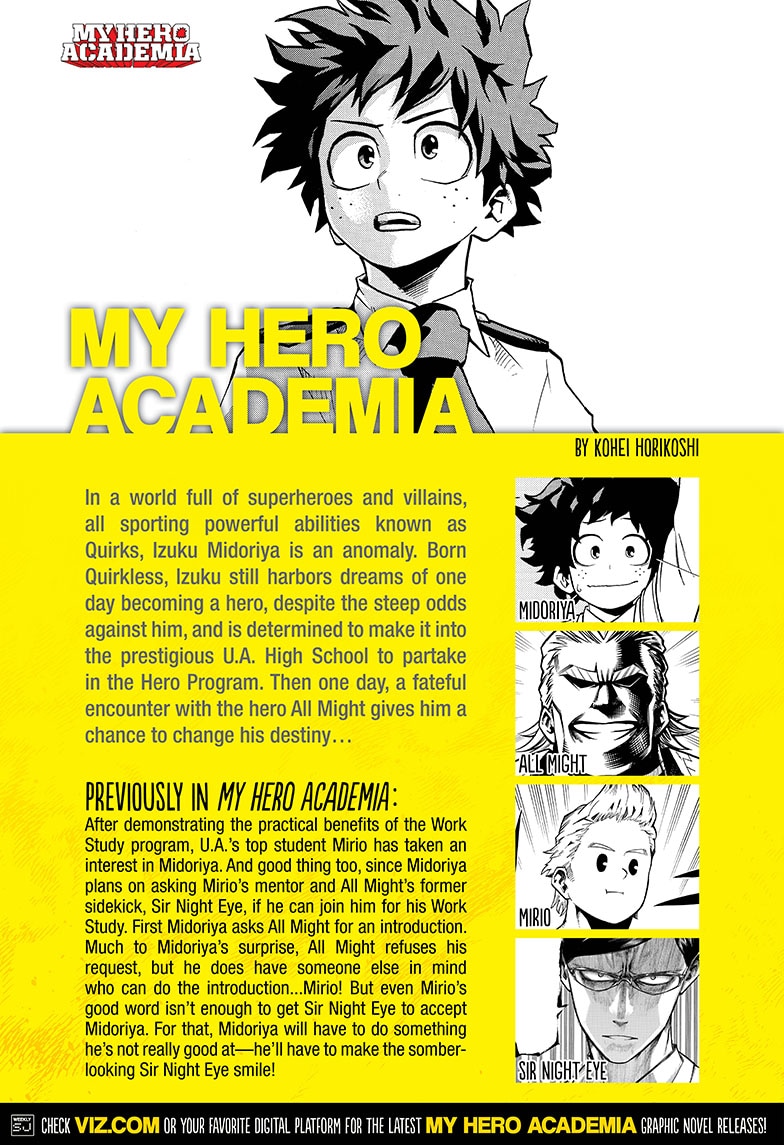 MY HERO
ACADEMIA
MY HERO
ACADEMIA
BY KOHEI HORIKOSHI
In a world full of superheroes and villains,
all sporting powerful abilities known as
Quirks, Izuku Midoriya is an anomaly. Born
Quirkless, Izuku still harbors dreams of one
day becoming a hero, despite the steep odds
against him, and is determined to make it into
the prestigious U.A. High School to partake
in the Hero Program. Then one day, a fateful
encounter with the hero All Might gives him a
chance to change his destiny…
PREVIOUSLY IN MY HERO ACADEMIA:
After demonstrating the practical benefits of the Work
Study program, U.A.’s top student Mirio has taken an
interest in Midoriya. And good thing too, since Midoriya
plans on asking Mirio’s mentor and All Might’s former
sidekick, Sir Night Eye, if he can join him for his Work
Study. First Midoriya asks All Might for an introduction.
Much to Midoriya’s surprise, All Might refuses his
request, but he does have someone else in mind
who can do the introduction...Mirio! But even Mirio’s
good word isn’t enough to get Sir Night Eye to accept
Midoriya. For that, Midoriya will have to do something
he’s not really good at—he’ll have to make the somber-
looking Sir Night Eye smile!
MIDORIYA
ALL MIGHT
MIRIO
SIR NIGHT EYE
WEEKLY
SJ
CHECK VIZ.COM OR YOUR FAVORITE DIGITAL PLATFORM FOR THE LATEST MY HERO ACADEMIA GRAPHIC NOVEL RELEASES!